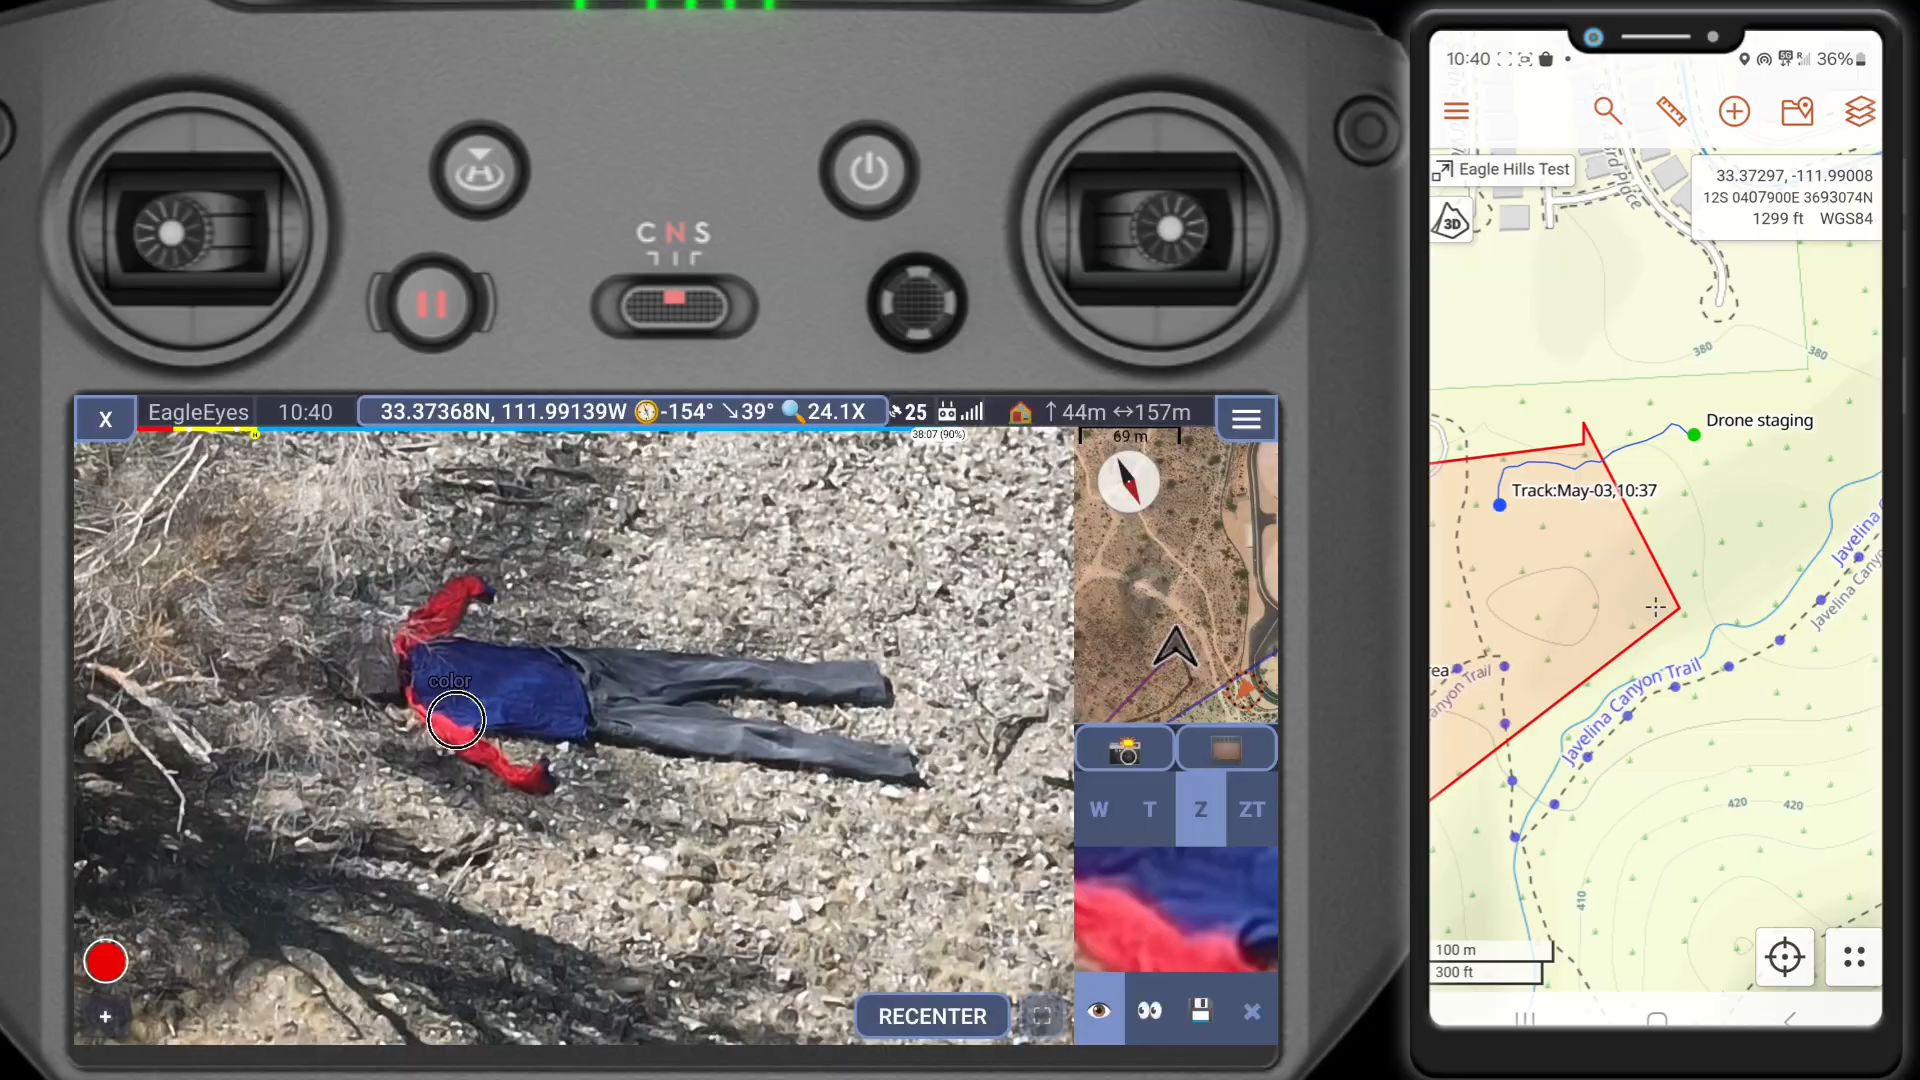 C N S
X
EagleEyes
10:40
33.37368N, 111.99139W
-154°
↘39°
24.1X
25
↑44m ↔157m
38:07 (90%)
69 m
color
W
T
Z
ZT
RECENTER
+
10:40
5G
R
36%
Eagle Hills Test
33.37297, -111.99008
12S 0407900E 3693074N
1299 ft WGS84
3D
380
380
Drone staging
Track:May-03,10:37
Javelina
Javelina Cany
rea
anyon Trail
Javelina Canyon Trail
420
420
410
100 m
300 ft